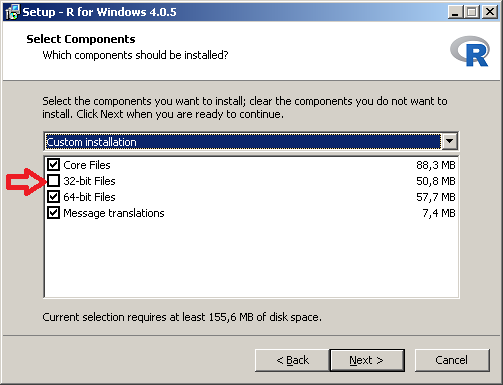 Setup - R for Windows 4.0.5
Select Components
Which components should be installed?
R
Select the components you want to install; clear the components you do not want to
install. Click Next when you are ready to continue.
Custom installation
Core Files 88,3 MB
32-bit Files 50,8 MB
64-bit Files 57,7 MB
Message translations 7,4 MB
Current selection requires at least 155,6 MB of disk space.
< Back Next > Cancel